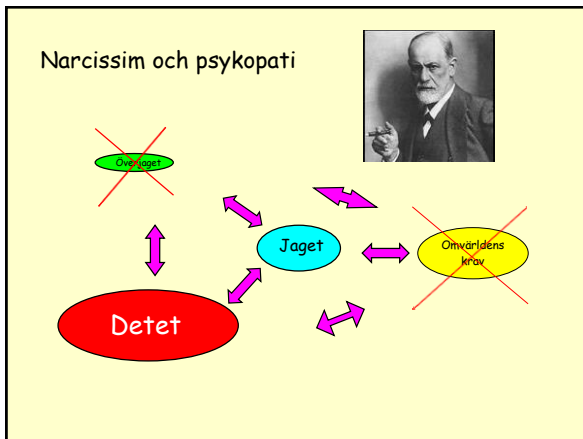 Narcissim och psykopati
Överjaget
Jaget
Omvärldens
krav
Detet